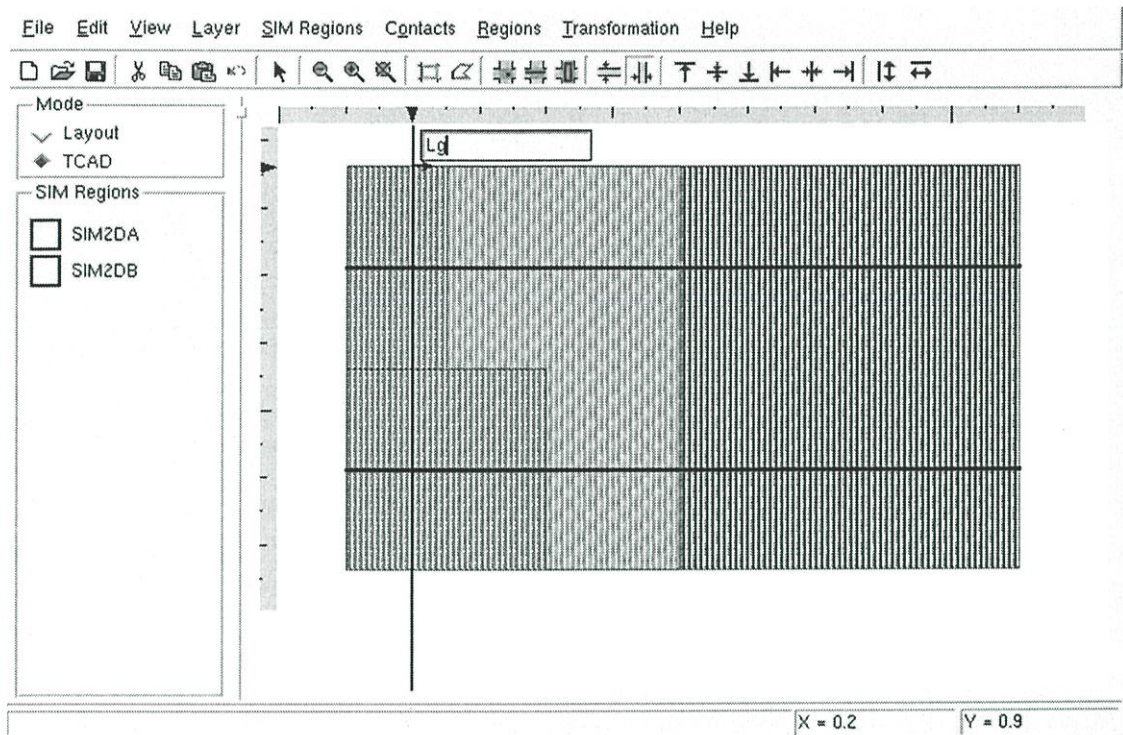 File Edit View Layer SIM Regions Contacts Regions Transformation Help
Mode
Layout
TCAD
SIM Regions
SIM2DA
SIM2DB
Lg
X = 0.2 Y = 0.9